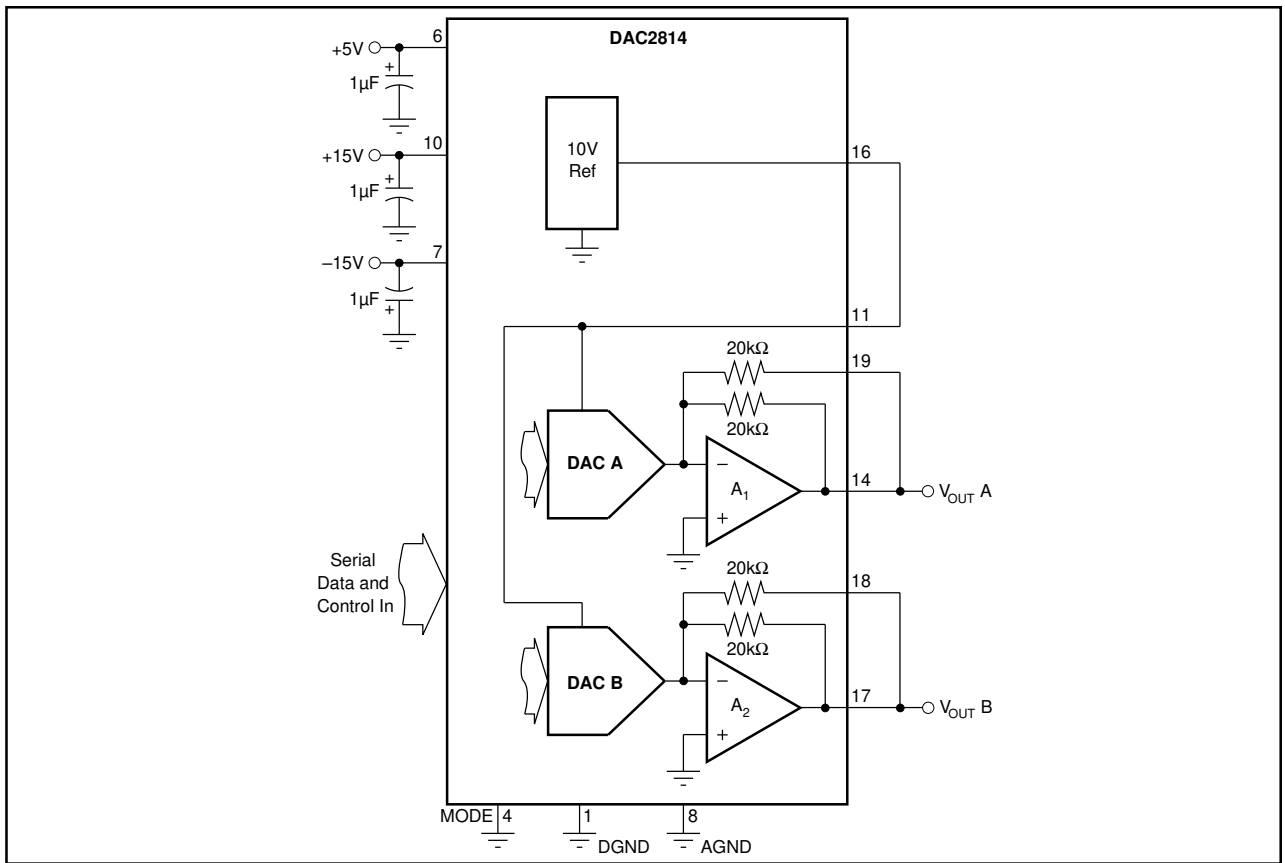 DAC2814
+5V
6
+
1µF
10V
Ref
10
+15V
+
1µF
16
–15V
7
1µF
+
11
20kΩ
19
20kΩ
DAC A
–
A1
+
14
VOUT A
Serial
Data and
Control In
20kΩ
18
20kΩ
DAC B
–
A2
+
17
VOUT B
MODE 4
1
8
DGND
AGND